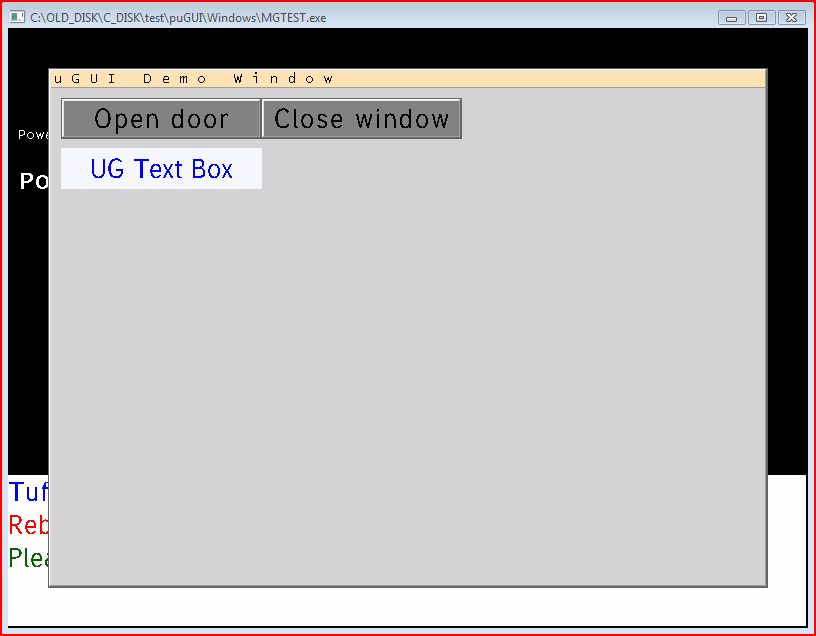 C:\OLD_DISK\C_DISK\test\puGUI\Windows\MGTEST.exe
uGUI Demo Window
Open door Close window
Powe
UG Text Box
Po
Tuf
Reb
Plea